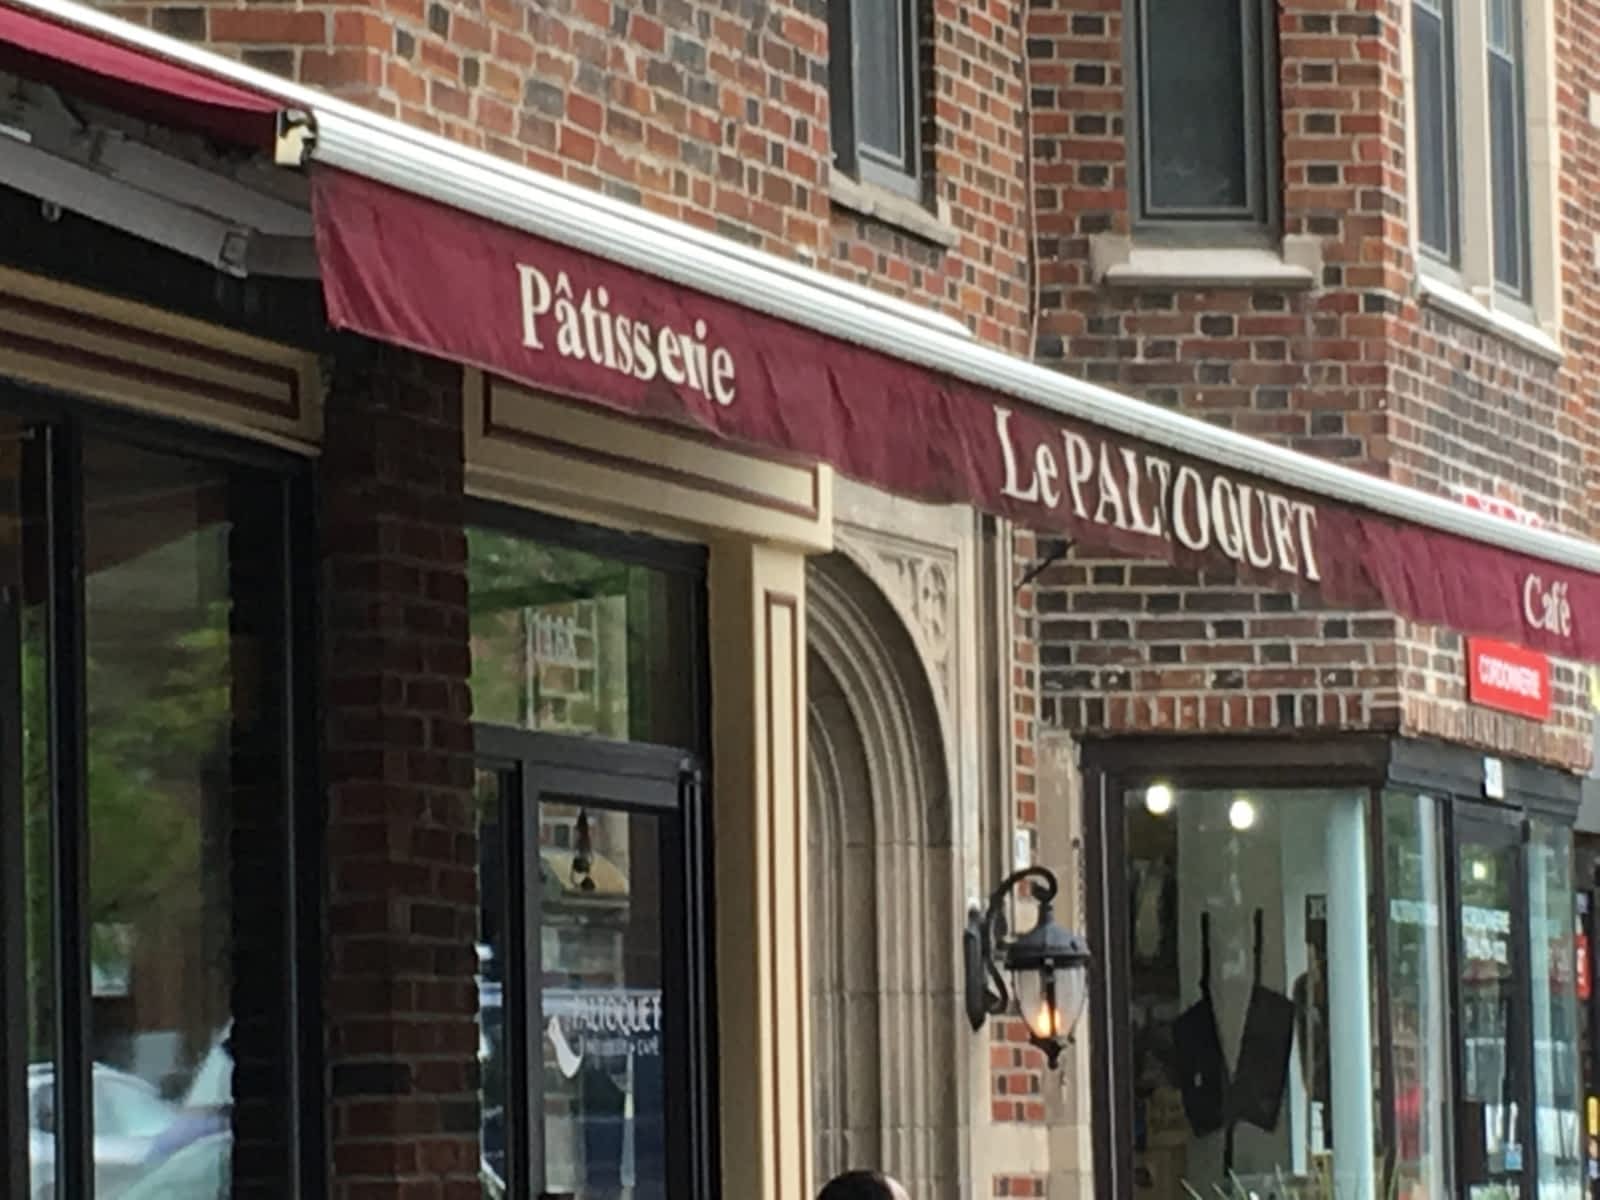 Pâtisserie
Le PALTOQUET
Café
CORDONNERIE
PALTOQUET